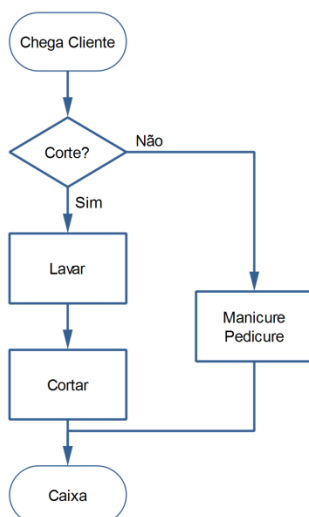 Chega Cliente
Corte?
Não
Sim
Lavar
Manicure
Pedicure
Cortar
Caixa